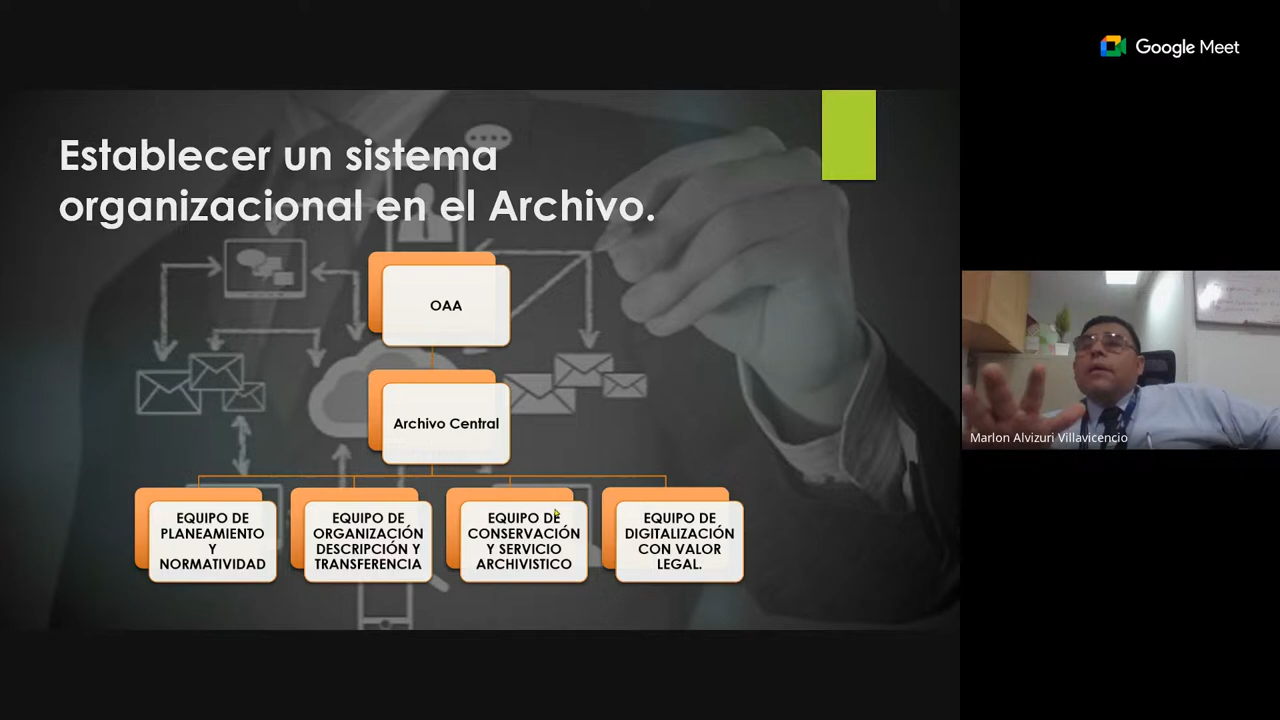 Google Meet
Establecer un sistema
organizacional en el Archivo.
OAA
Archivo Central
EQUIPO DE
PLANEAMIENTO
Y
NORMATIVIDAD
EQUIPO DE
ORGANIZACIÓN
DESCRIPCIÓN Y
TRANSFERENCIA
EQUIPO DE
CONSERVACIÓN
Y SERVICIO
ARCHIVISTICO
EQUIPO DE
DIGITALIZACIÓN
CON VALOR
LEGAL.
Marlon Alvizuri Villavicencio